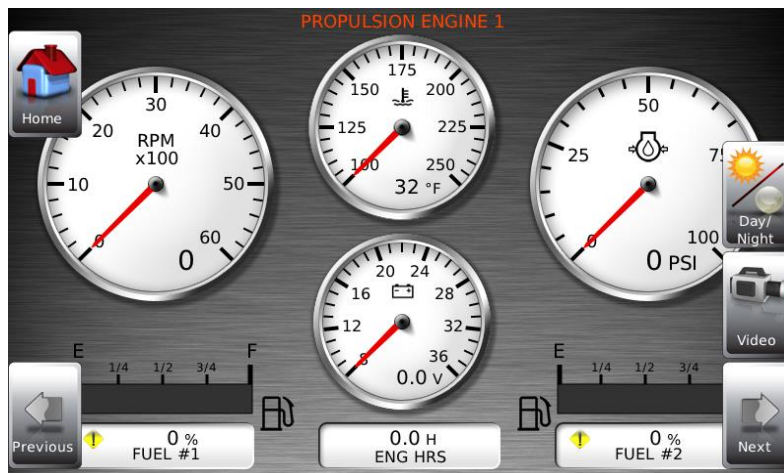 PROPULSION ENGINE 1
Home
0
10
20
30
40
50
60
RPM
x100
0
100
125
150
175
200
225
250
32 °F
0
25
50
75
100
0 PSI
Day/
Night
8
12
16
20
24
28
32
36
0.0 V
Video
E 1/4 1/2 3/4 F
E 1/4 1/2 3/4
Previous
0 %
FUEL #1
0.0 H
ENG HRS
0 %
FUEL #2
Next